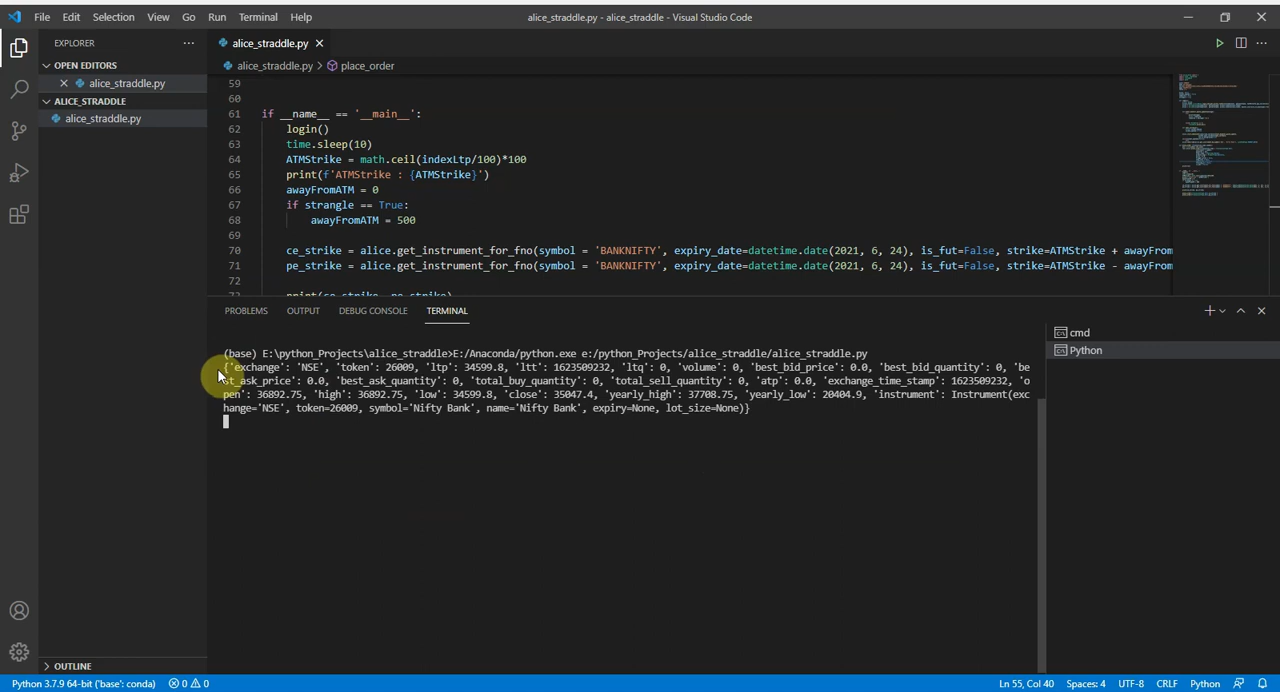 File Edit Selection View Go Run Terminal Help
alice_straddle.py - alice_straddle - Visual Studio Code
EXPLORER
OPEN EDITORS
alice_straddle.py
ALICE_STRADDLE
alice_straddle.py
OUTLINE
alice_straddle.py
alice_straddle.py > place_order
59
60
61 if __name__ == '__main__':
62 login()
63 time.sleep(10)
64 ATMStrike = math.ceil(indexLtp/100)*100
65 print(f'ATMStrike : {ATMStrike}')
66 awayFromATM = 0
67 if strangle == True:
68 awayFromATM = 500
69
70 ce_strike = alice.get_instrument_for_fno(symbol = 'BANKNIFTY', expiry_date=datetime.date(2021, 6, 24), is_fut=False, strike=ATMStrike + awayFrom
71 pe_strike = alice.get_instrument_for_fno(symbol = 'BANKNIFTY', expiry_date=datetime.date(2021, 6, 24), is_fut=False, strike=ATMStrike - awayFrom
72
PROBLEMS OUTPUT DEBUG CONSOLE TERMINAL
cmd
Python
(base) E:\python_Projects\alice_straddle>E:/Anaconda/python.exe e:/python_Projects/alice_straddle/alice_straddle.py
{'exchange': 'NSE', 'token': 26009, 'ltp': 34599.8, 'ltt': 1623509232, 'ltq': 0, 'volume': 0, 'best_bid_price': 0.0, 'best_bid_quantity': 0, 'be
st_ask_price': 0.0, 'best_ask_quantity': 0, 'total_buy_quantity': 0, 'total_sell_quantity': 0, 'atp': 0.0, 'exchange_time_stamp': 1623509232, 'o
pen': 36892.75, 'high': 36892.75, 'low': 34599.8, 'close': 35047.4, 'yearly_high': 37708.75, 'yearly_low': 20404.9, 'instrument': Instrument(exc
hange='NSE', token=26009, symbol='Nifty Bank', name='Nifty Bank', expiry=None, lot_size=None)}
Python 3.7.9 64-bit ('base': conda) 0 0
Ln 55, Col 40 Spaces: 4 UTF-8 CRLF Python